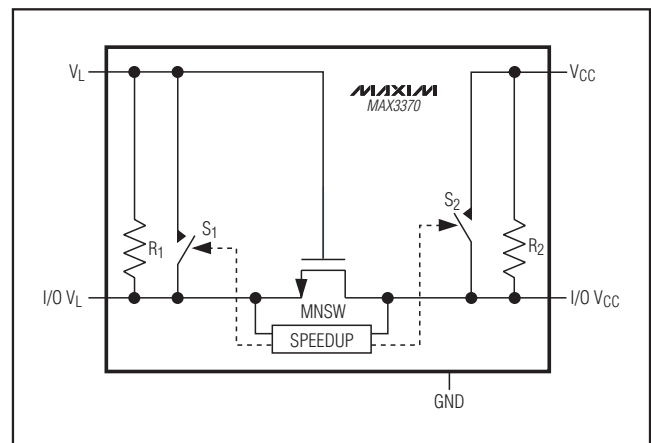 VL
VCC
MAXIM
MAX3370
S1
S2
R1
R2
I/O VL
I/O VCC
MNSW
SPEEDUP
GND